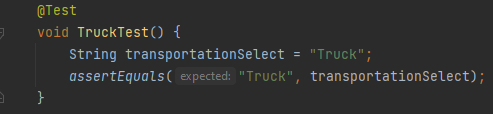 @Test
void TruckTest() {
String transportationSelect = "Truck";
assertEquals( expected: "Truck", transportationSelect);
}